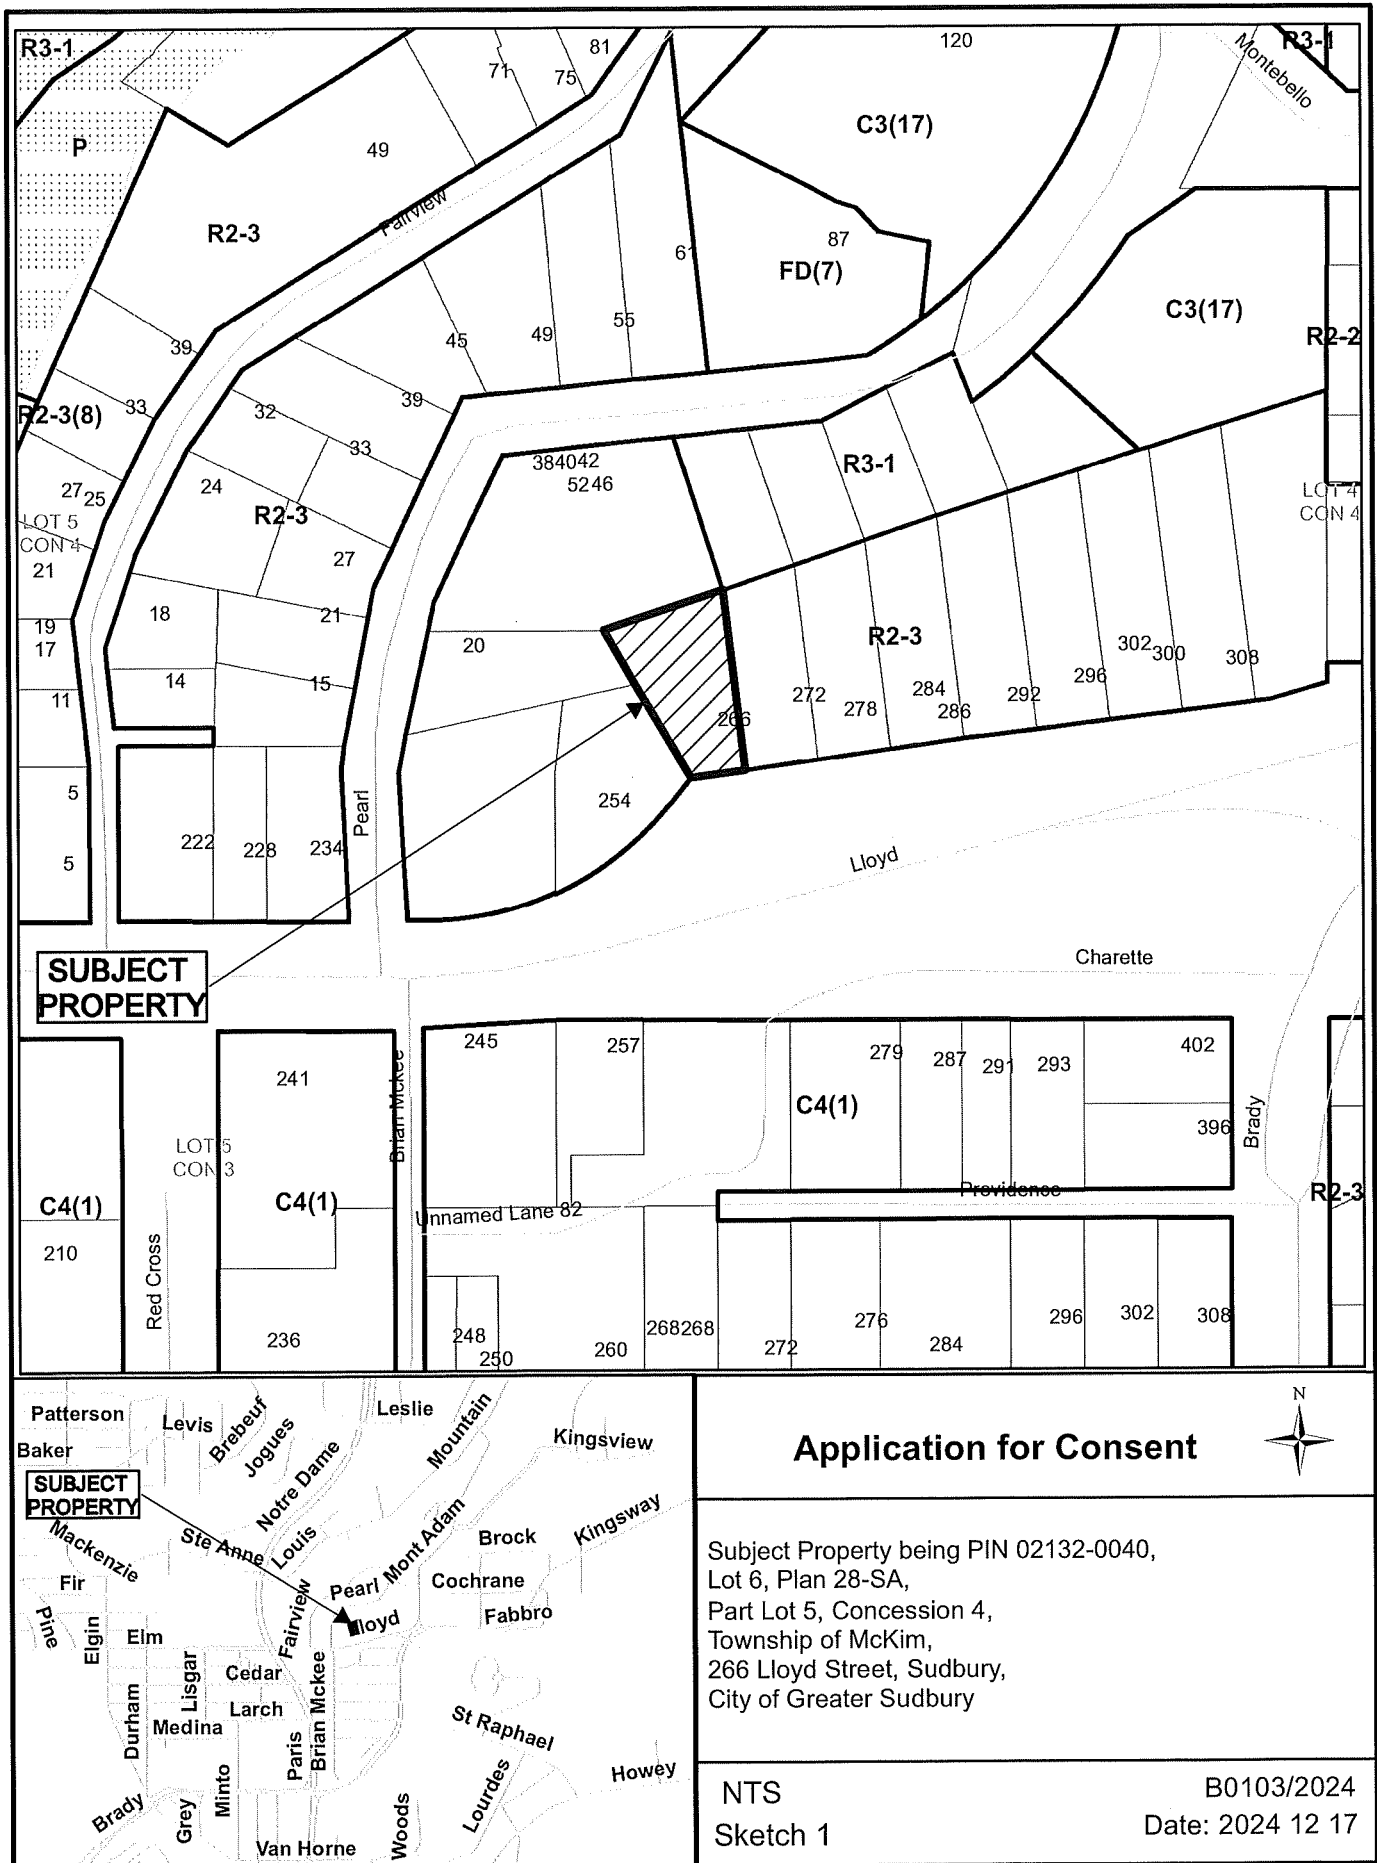 R3-1
81
71
75
120
Montebello
R3-1
C3(17)
P
49
R2-3
Fairview
61
87
FD(7)
C3(17)
R2-2
39
45
49
55
33
32
39
R2-3(8)
33
384042
5246
R3-1
27
25
24
R2-3
LOT 5
CON 4
LOT 4
CON 4
21
27
18
21
19
17
20
R2-3
302
300
308
14
15
11
272
278
284
286
292
296
266
5
254
Pearl
222
228
234
5
Lloyd
SUBJECT
PROPERTY
Charette
245
257
279
287
291
293
402
241
Brian Mckee
C4(1)
396
Brady
LOT 5
CON 3
C4(1)
C4(1)
Unnamed Lane 82
Providence
R2-3
210
Red Cross
236
248
250
260
268268
272
276
284
296
302
308
Patterson
Levis
Brebeuf
Jogues
Leslie
Mountain
Kingsview
Baker
SUBJECT
PROPERTY
Notre Dame
Mackenzie
Ste Anne
Louis
Mont Adam
Brock
Kingsway
Fir
Pearl
Cochrane
Pine
Elgin
Elm
Fairview
Lloyd
Fabbro
Lisgar
Cedar
Larch
Durham
Medina
Paris
Brian Mckee
St Raphael
Brady
Grey
Minto
Van Horne
Woods
Lourdes
Howey
Application for Consent
N
Subject Property being PIN 02132-0040,
Lot 6, Plan 28-SA,
Part Lot 5, Concession 4,
Township of McKim,
266 Lloyd Street, Sudbury,
City of Greater Sudbury
NTS
B0103/2024
Sketch 1
Date: 2024 12 17